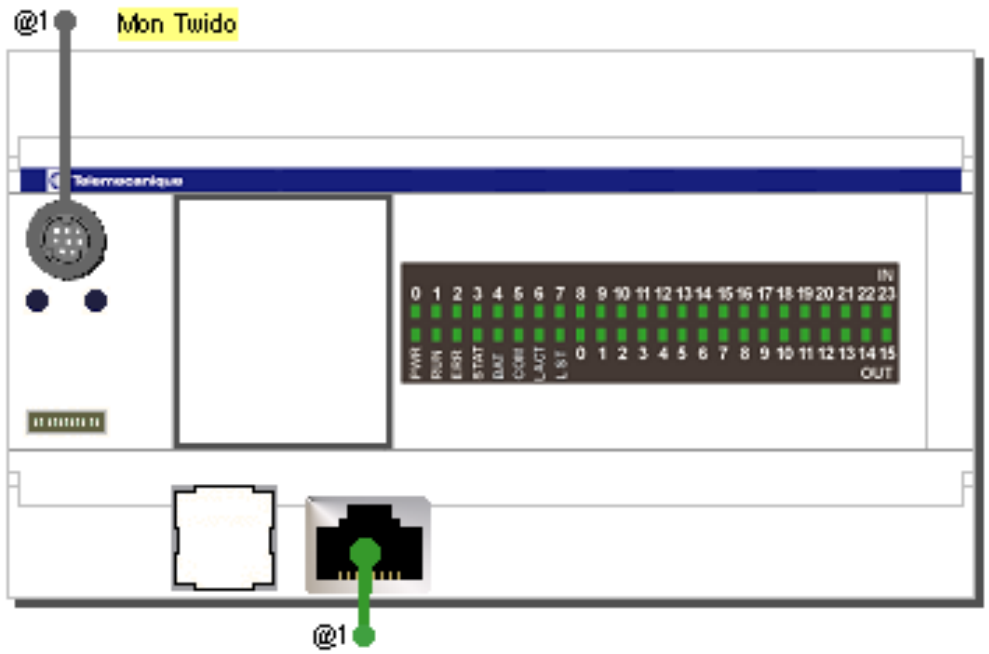 @1 Mon Twido
Telemecanique
IN
0 1 2 3 4 5 6 7 8 9 10 11 12 13 14 15 16 17 18 19 20 21 22 23
PWR RUN ERR STAT BAT COM LACT L ST 0 1 2 3 4 5 6 7 8 9 10 11 12 13 14 15
OUT
@1